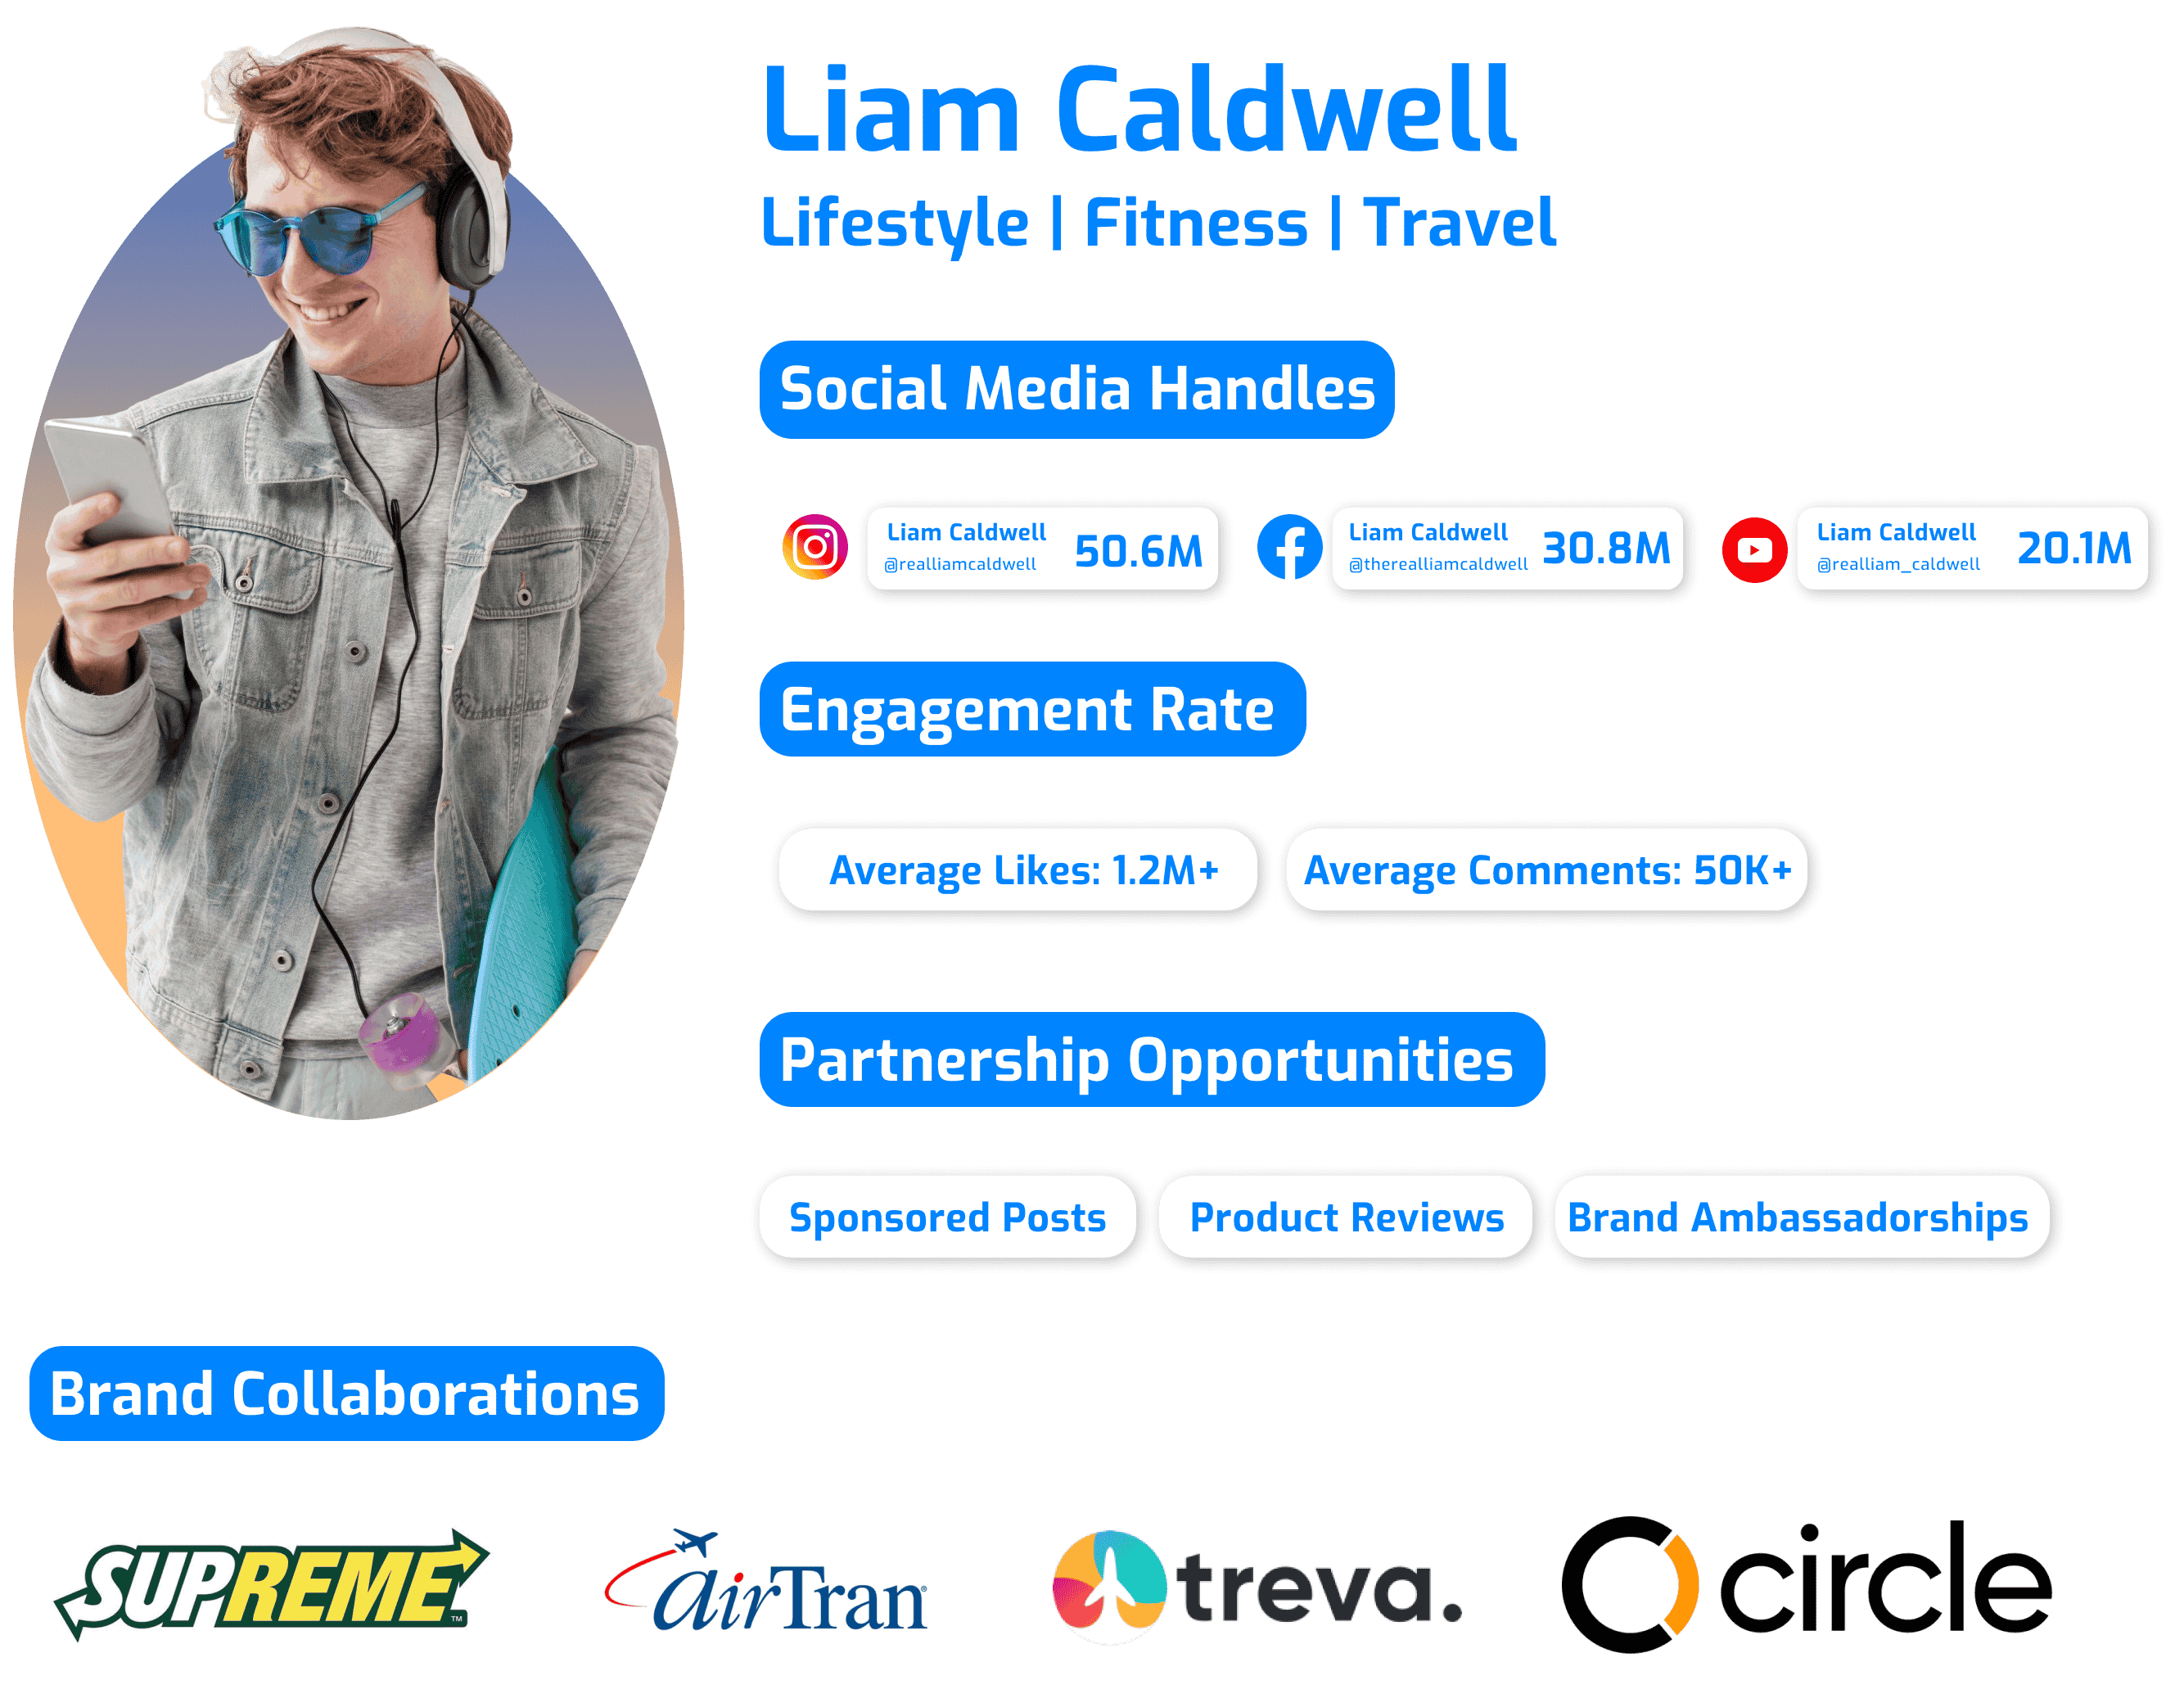 Liam Caldwell
Lifestyle | Fitness | Travel
Social Media Handles
Liam Caldwell
@realliamcaldwell
50.6M
Liam Caldwell
@therealliamcaldwell
30.8M
Liam Caldwell
@realliam_caldwell
20.1M
Engagement Rate
Average Likes: 1.2M+
Average Comments: 50K+
Partnership Opportunities
Sponsored Posts
Product Reviews
Brand Ambassadorships
Brand Collaborations
SUPREME™
airTran®
treva.
circle